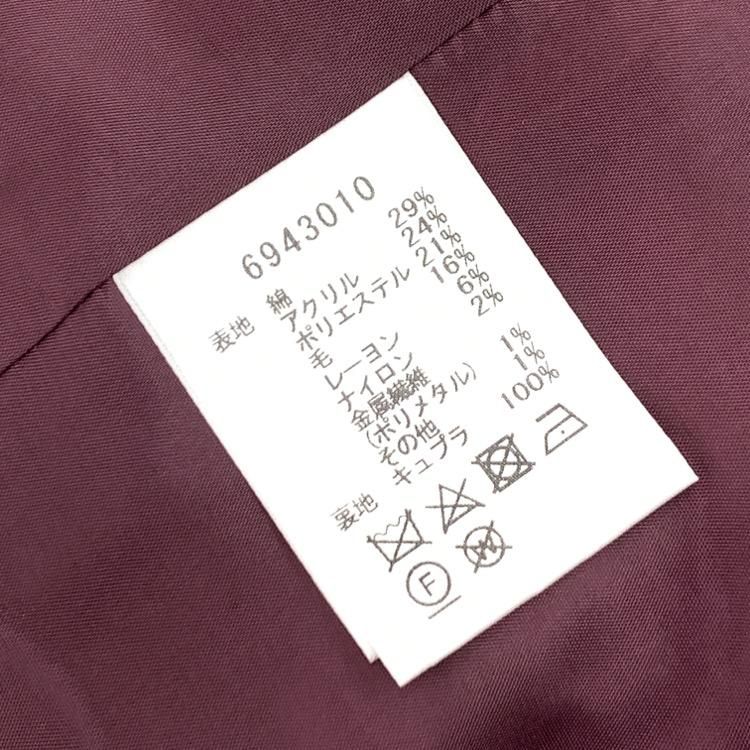 6943010
表地 綿 29%
アクリル 24%
ポリエステル 21%
毛 16%
レーヨン 6%
ナイロン 2%
金属繊維
(ポリメタル) 1%
その他 1%
裏地 キュプラ 100%
F
W